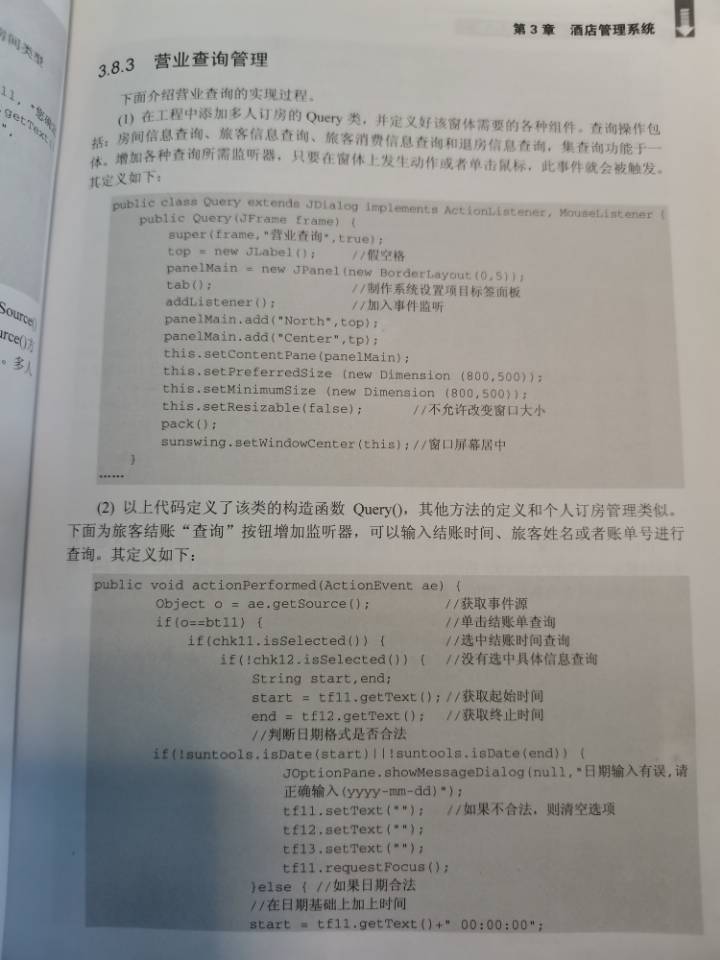 第 3 章 酒店管理系统
3.8.3 营业查询管理
下面介绍营业查询的实现过程。
(1) 在工程中添加多人订房的 Query 类，并定义好该窗体需要的各种组件。查询操作包
括：房间信息查询、旅客信息查询、旅客消费信息查询和退房信息查询，集查询功能于一
体。增加各种查询所需监听器，只要在窗体上发生动作或者单击鼠标，此事件就会被触发。
其定义如下：
public class Query extends JDialog implements ActionListener, MouseListener {
public Query(JFrame frame) {
super(frame,"营业查询",true);
top = new JLabel(); //假空格
panelMain = new JPanel(new BorderLayout(0,5));
tab(); //制作系统设置项目标签面板
addListener(); //加入事件监听
panelMain.add("North",top);
panelMain.add("Center",tp);
this.setContentPane(panelMain);
this.setPreferredSize (new Dimension (800,500));
this.setMinimumSize (new Dimension (800,500));
this.setResizable(false); //不允许改变窗口大小
pack();
sunswing.setWindowCenter(this);//窗口屏幕居中
}
……
(2) 以上代码定义了该类的构造函数 Query()，其他方法的定义和个人订房管理类似。
下面为旅客结账“查询”按钮增加监听器，可以输入结账时间、旅客姓名或者账单号进行
查询。其定义如下：
public void actionPerformed(ActionEvent ae) {
Object o = ae.getSource(); //获取事件源
if(o==bt11) { //单击结账单查询
if(chk11.isSelected()) { //选中结账时间查询
if(!chk12.isSelected()) { //没有选中具体信息查询
String start,end;
start = tf11.getText();//获取起始时间
end = tf12.getText(); //获取终止时间
//判断日期格式是否合法
if(!suntools.isDate(start)||!suntools.isDate(end)) {
JOptionPane.showMessageDialog(null,"日期输入有误,请
正确输入(yyyy-mm-dd)");
tf11.setText(""); //如果不合法，则清空选项
tf12.setText("");
tf13.setText("");
tf11.requestFocus();
}else { //如果日期合法
//在日期基础上加上时间
start = tf11.getText()+" 00:00:00";